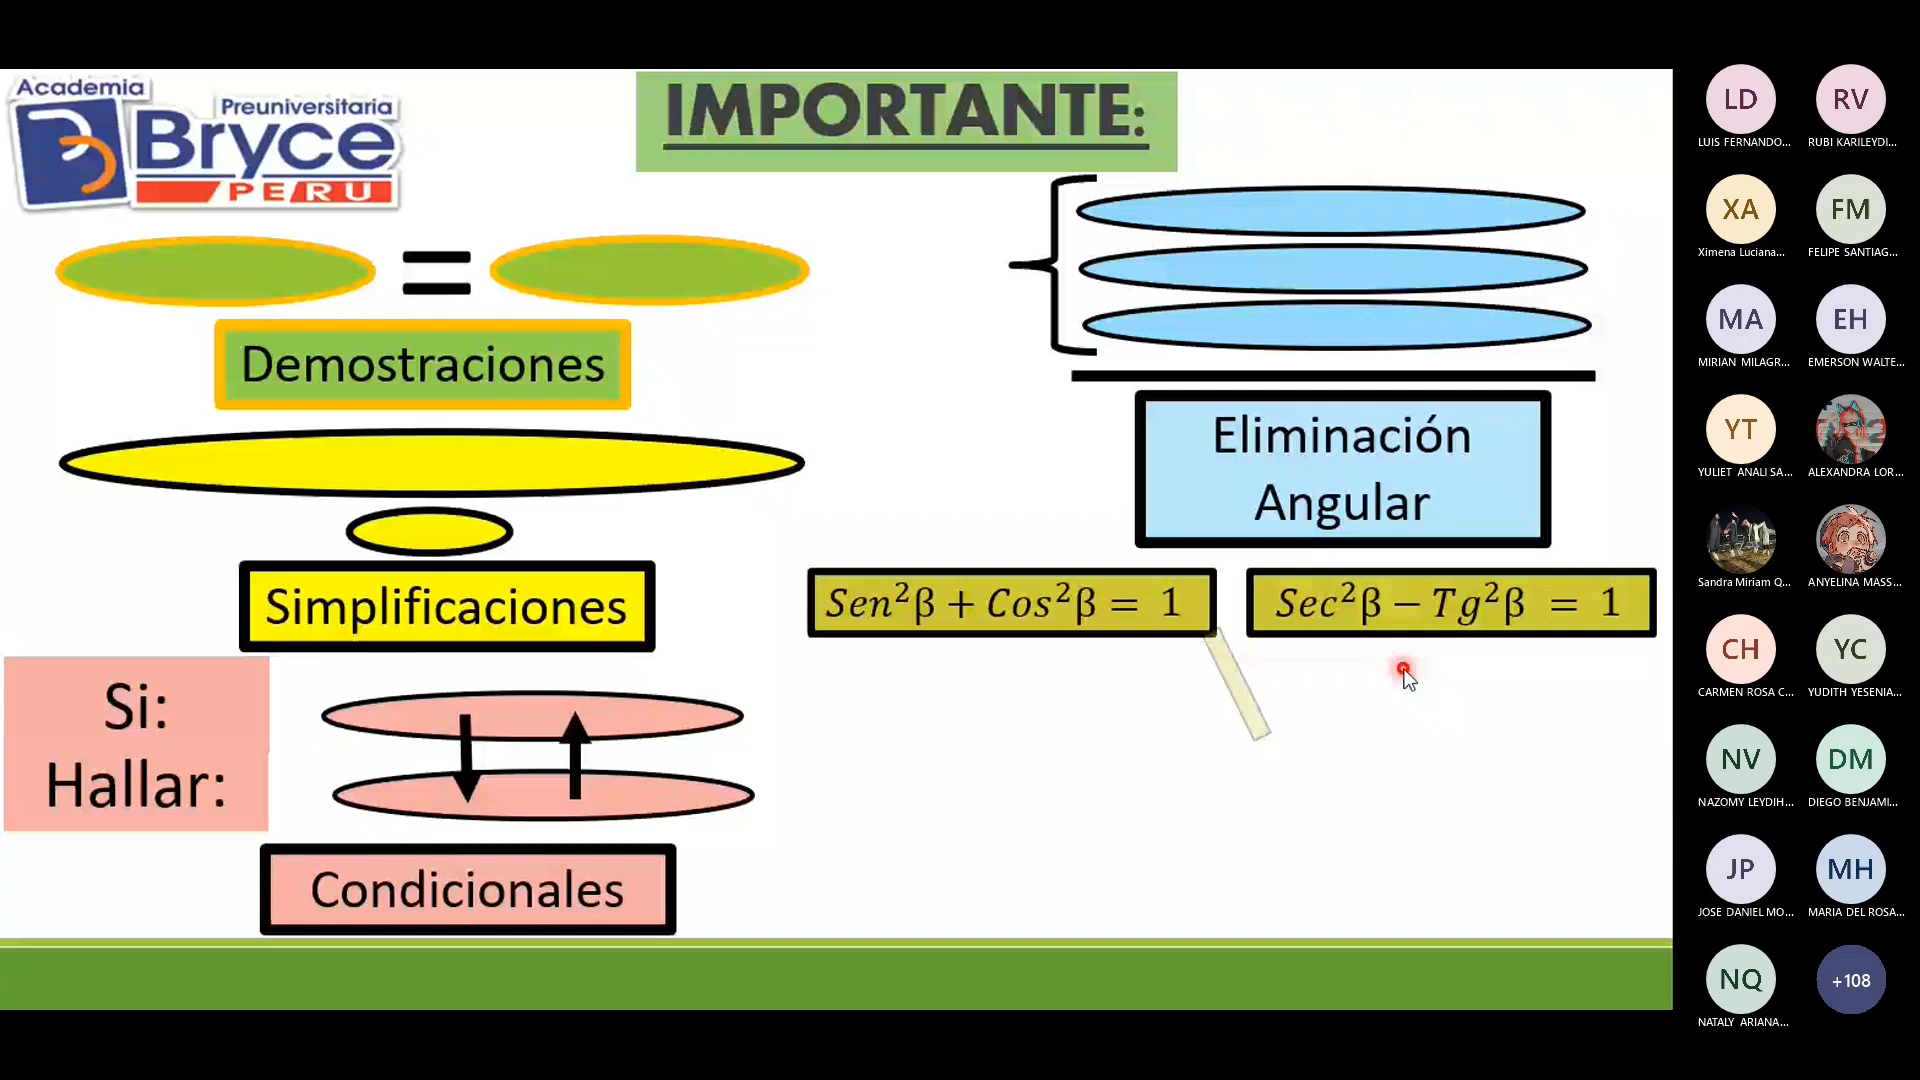 Academia
Preuniversitaria
Bryce
PERU
IMPORTANTE:
=
Demostraciones
Simplificaciones
Si:
Hallar:
Condicionales
Eliminación
Angular
Sen²β + Cos²β = 1
Sec²β − Tg²β = 1
LD
LUIS FERNANDO...
RV
RUBI KARILEYDI...
XA
Ximena Luciana...
FM
FELIPE SANTIAG...
MA
MIRIAN MILAGR...
EH
EMERSON WALTE...
YT
YULIET ANALI SA...
ALEXANDRA LOR...
Sandra Miriam Q...
ANYELINA MASS...
CH
CARMEN ROSA C...
YC
YUDITH YESENIA...
NV
NAZOMY LEYDIH...
DM
DIEGO BENJAMI...
JP
JOSE DANIEL MO...
MH
MARIA DEL ROSA...
NQ
NATALY ARIANA...
+108